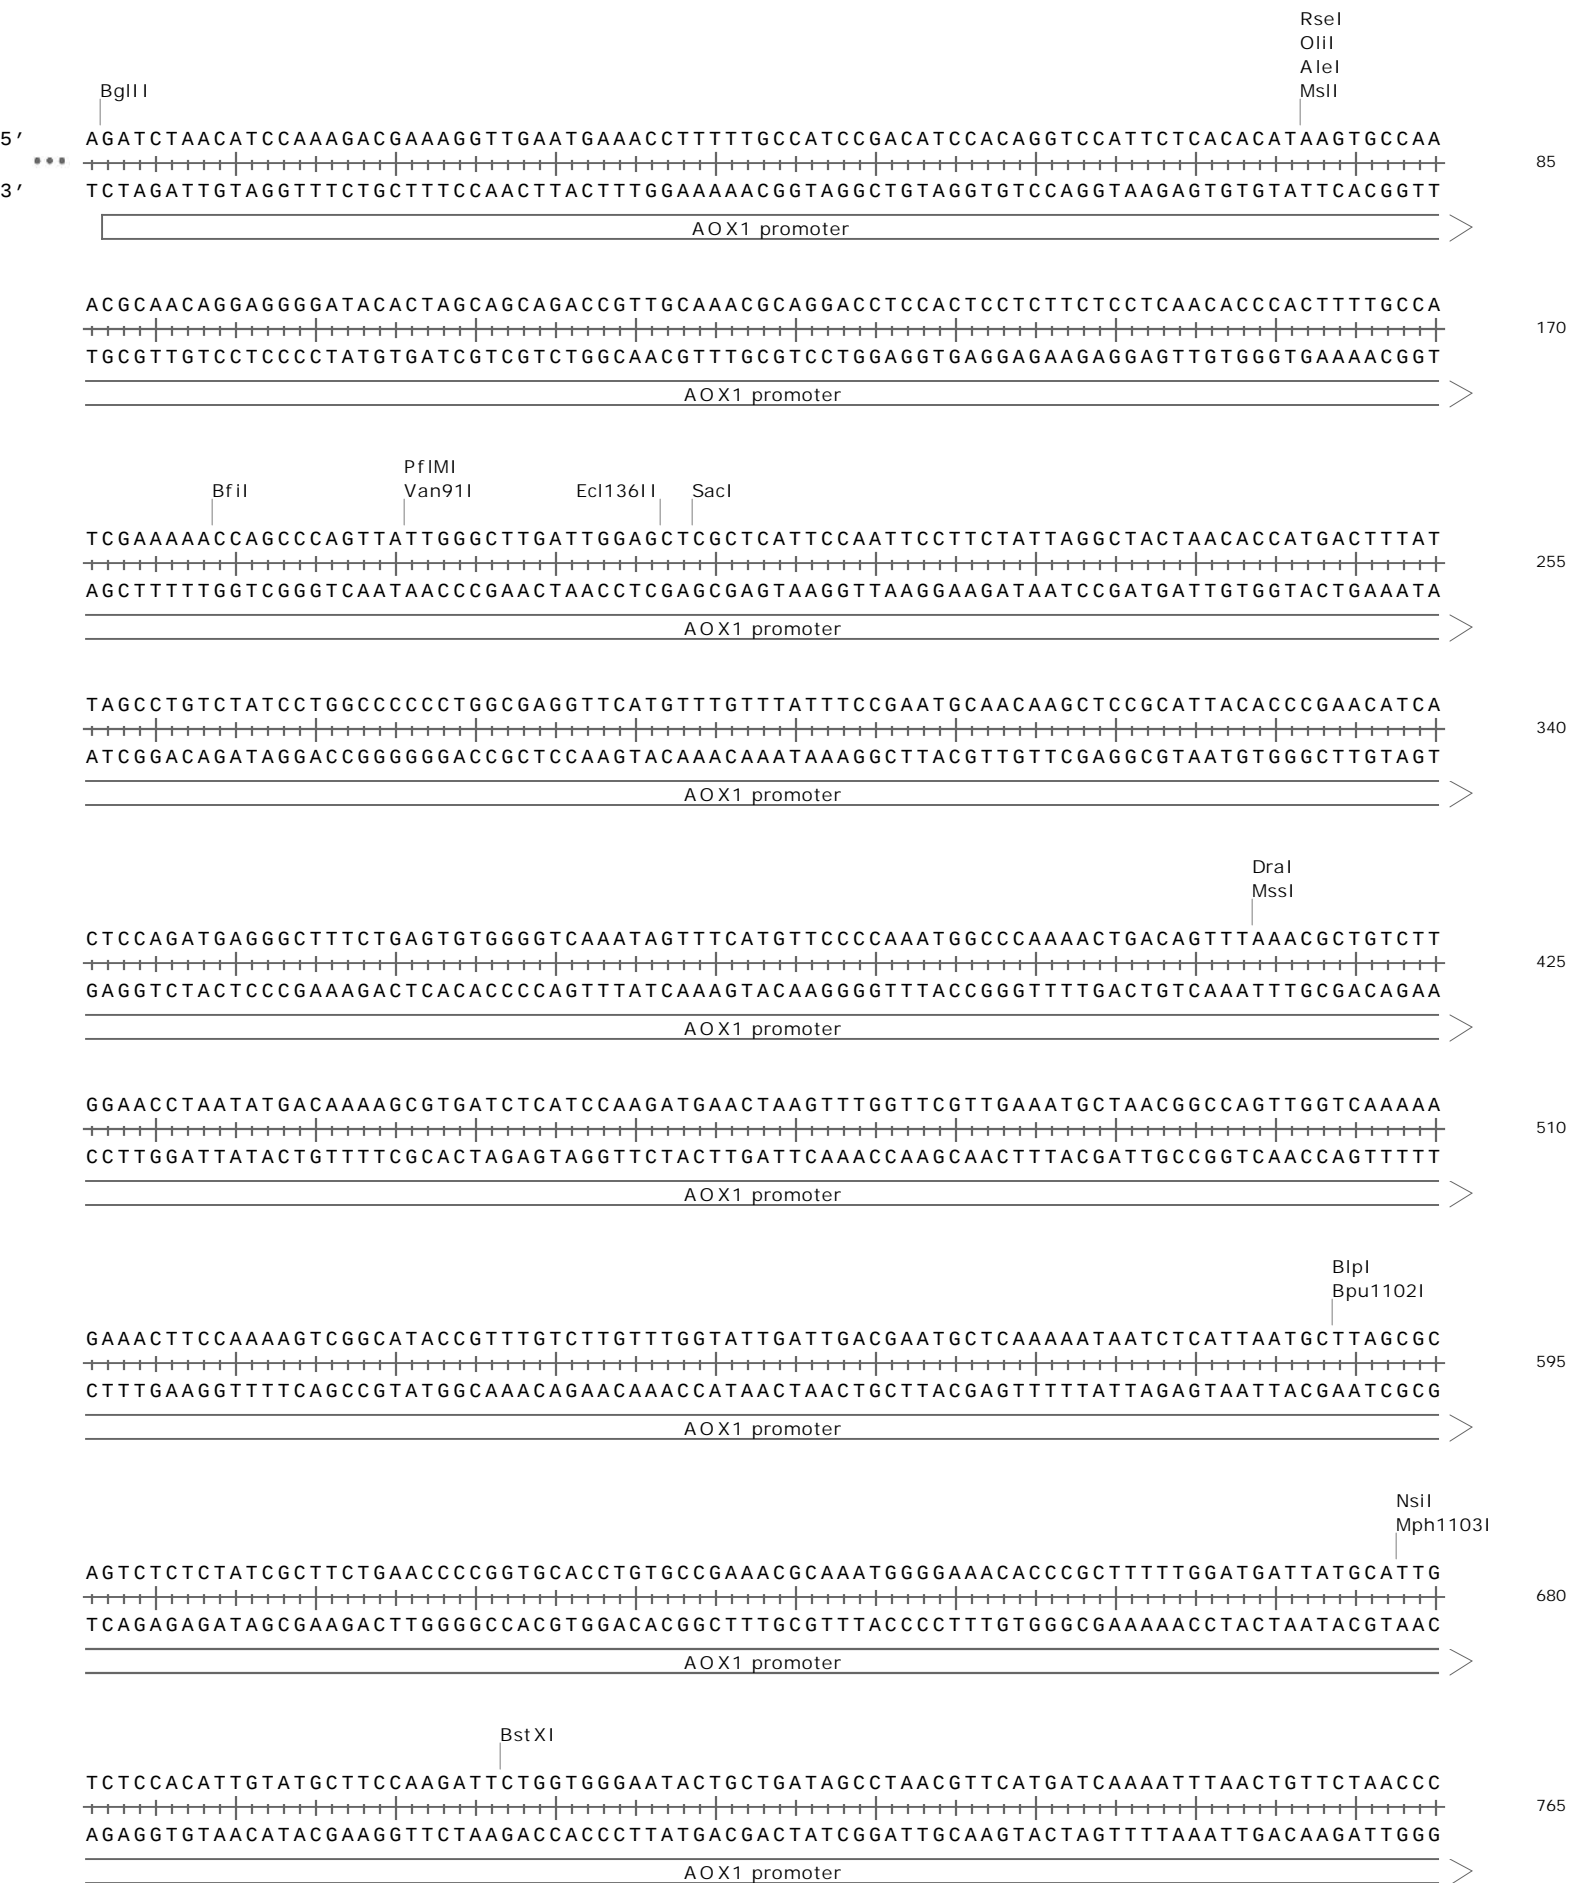 RseI
OliI
AleI
BglII
MslI
5′ AGATCTAACATCCAAAGACGAAAGGTTGAATGAAACCTTTTTGCCATCCGACATCCACAGGTCCATTCTCACACATAAGTGCCAA
85
3′ TCTAGATTGTAGGTTTCTGCTTTCCAACTTACTTTGGAAAAACGGTAGGCTGTAGGTGTCCAGGTAAGAGTGTGTATTCACGGTT
AOX1 promoter
ACGCAACAGGAGGGGATACACTAGCAGCAGACCGTTGCAAACGCAGGACCTCCACTCCTCTTCTCCTCAACACCCACTTTTGCCA
170
TGCGTTGTCCTCCCCTATGTGATCGTCGTCTGGCAACGTTTGCGTCCTGGAGGTGAGGAGAAGAGGAGTTGTGGGTGAAAACGGT
AOX1 promoter
PflMI
BfiI
Van91I
Ecl136II
SacI
TCGAAAAACCAGCCCAGTTATTGGGCTTGATTGGAGCTCGCTCATTCCAATTCCTTCTATTAGGCTACTAACACCATGACTTTAT
255
AGCTTTTTGGTCGGGTCAATAACCCGAACTAACCTCGAGCGAGTAAGGTTAAGGAAGATAATCCGATGATTGTGGTACTGAAATA
AOX1 promoter
TAGCCTGTCTATCCTGGCCCCCCTGGCGAGGTTCATGTTTGTTTATTTCCGAATGCAACAAGCTCCGCATTACACCCGAACATCA
340
ATCGGACAGATAGGACCGGGGGGACCGCTCCAAGTACAAACAAATAAAGGCTTACGTTGTTCGAGGCGTAATGTGGGCTTGTAGT
AOX1 promoter
DraI
MssI
CTCCAGATGAGGGCTTTCTGAGTGTGGGGTCAAATAGTTTCATGTTCCCCAAATGGCCCAAAACTGACAGTTTAAACGCTGTCTT
425
GAGGTCTACTCCCGAAAGACTCACACCCCAGTTTATCAAAGTACAAGGGGTTTACCGGGTTTTGACTGTCAAATTTGCGACAGAA
AOX1 promoter
GGAACCTAATATGACAAAAGCGTGATCTCATCCAAGATGAACTAAGTTTGGTTCGTTGAAATGCTAACGGCCAGTTGGTCAAAAA
510
CCTTGGATTATACTGTTTTCGCACTAGAGTAGGTTCTACTTGATTCAAACCAAGCAACTTTACGATTGCCGGTCAACCAGTTTTT
AOX1 promoter
BlpI
Bpu1102I
GAAACTTCCAAAAGTCGGCATACCGTTTGTCTTGTTTGGTATTGATTGACGAATGCTCAAAAATAATCTCATTAATGCTTAGCGC
595
CTTTGAAGGTTTTCAGCCGTATGGCAAACAGAACAAACCATAACTAACTGCTTACGAGTTTTTATTAGAGTAATTACGAATCGCG
AOX1 promoter
NsiI
Mph1103I
AGTCTCTCTATCGCTTCTGAACCCCGGTGCACCTGTGCCGAAACGCAAATGGGGAAACACCCGCTTTTTGGATGATTATGCATTG
680
TCAGAGAGATAGCGAAGACTTGGGGCCACGTGGACACGGCTTTGCGTTTACCCCTTTGTGGGCGAAAAACCTACTAATACGTAAC
AOX1 promoter
BstXI
TCTCCACATTGTATGCTTCCAAGATTCTGGTGGGAATACTGCTGATAGCCTAACGTTCATGATCAAAATTTAACTGTTCTAACCC
765
AGAGGTGTAACATACGAAGGTTCTAAGACCACCCTTATGACGACTATCGGATTGCAAGTACTAGTTTTAAATTGACAAGATTGGG
AOX1 promoter